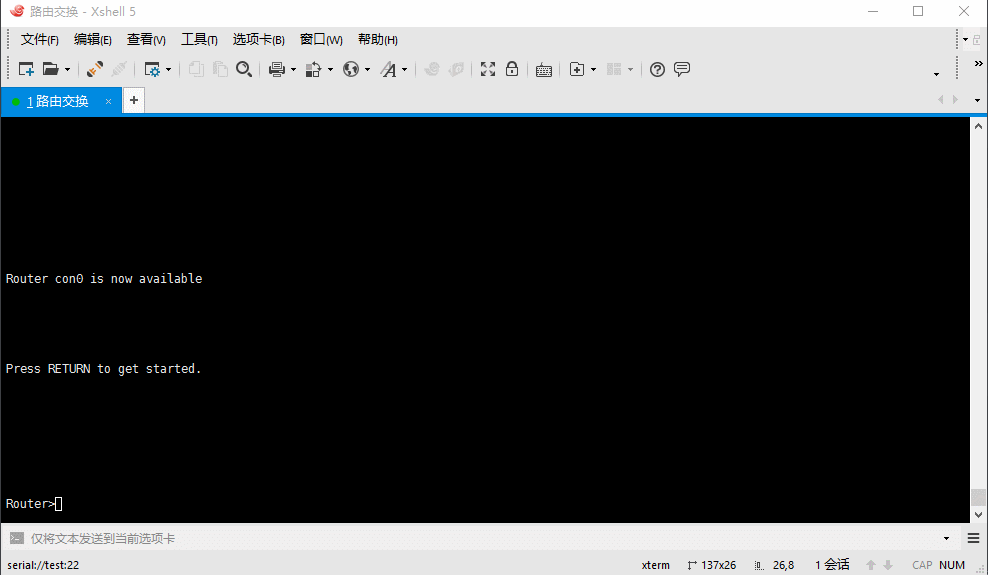 路由交换 - Xshell 5
文件(F) 编辑(E) 查看(V) 工具(T) 选项卡(B) 窗口(W) 帮助(H)
1 路由交换 × +
Router con0 is now available
Press RETURN to get started.
Router>
仅将文本发送到当前选项卡
serial://test:22 xterm 137x26 26,8 1 会话 CAP NUM